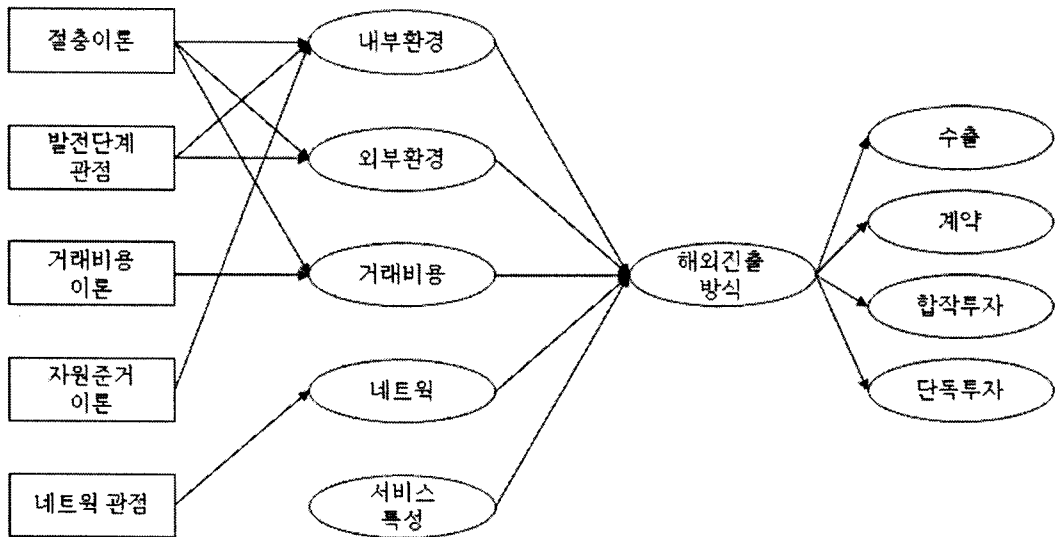 절충이론
발전단계
관점
거래비용
이론
자원준거
이론
네트웍 관점
내부환경
외부환경
거래비용
네트웍
서비스
특성
해외진출
방식
수출
계약
합작투자
단독투자